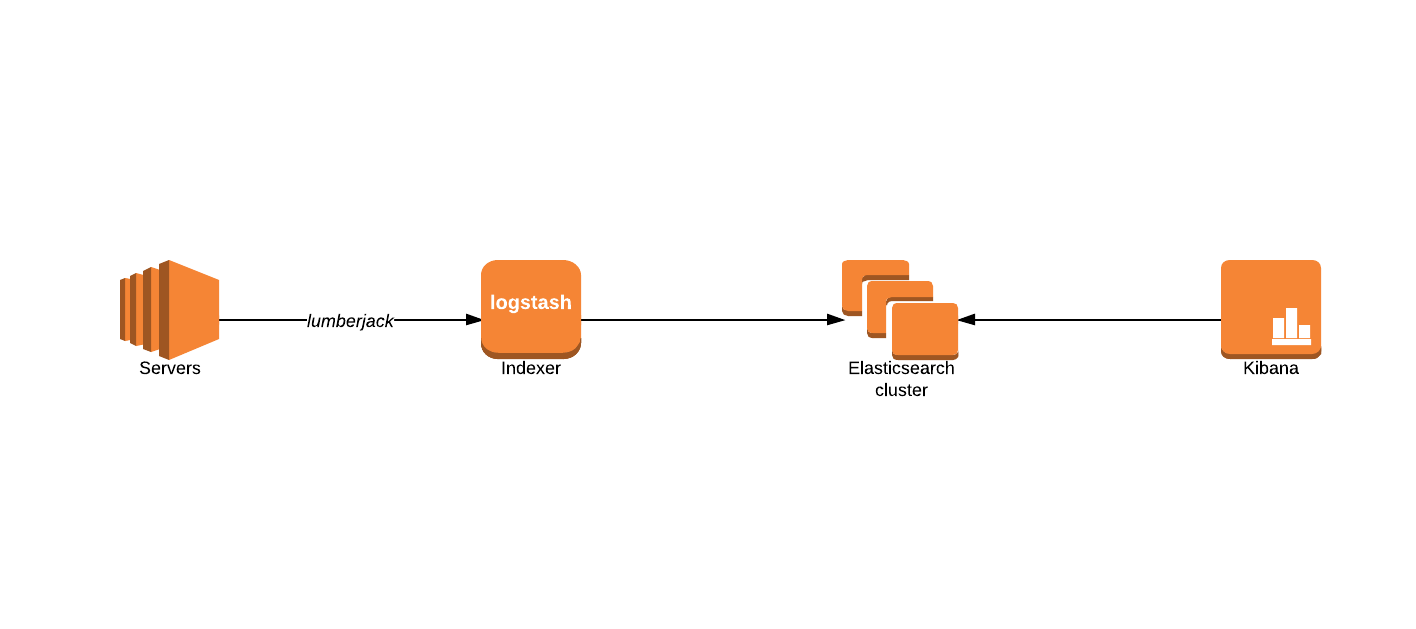 lumberjack
logstash
Servers
Indexer
Elasticsearch
cluster
Kibana